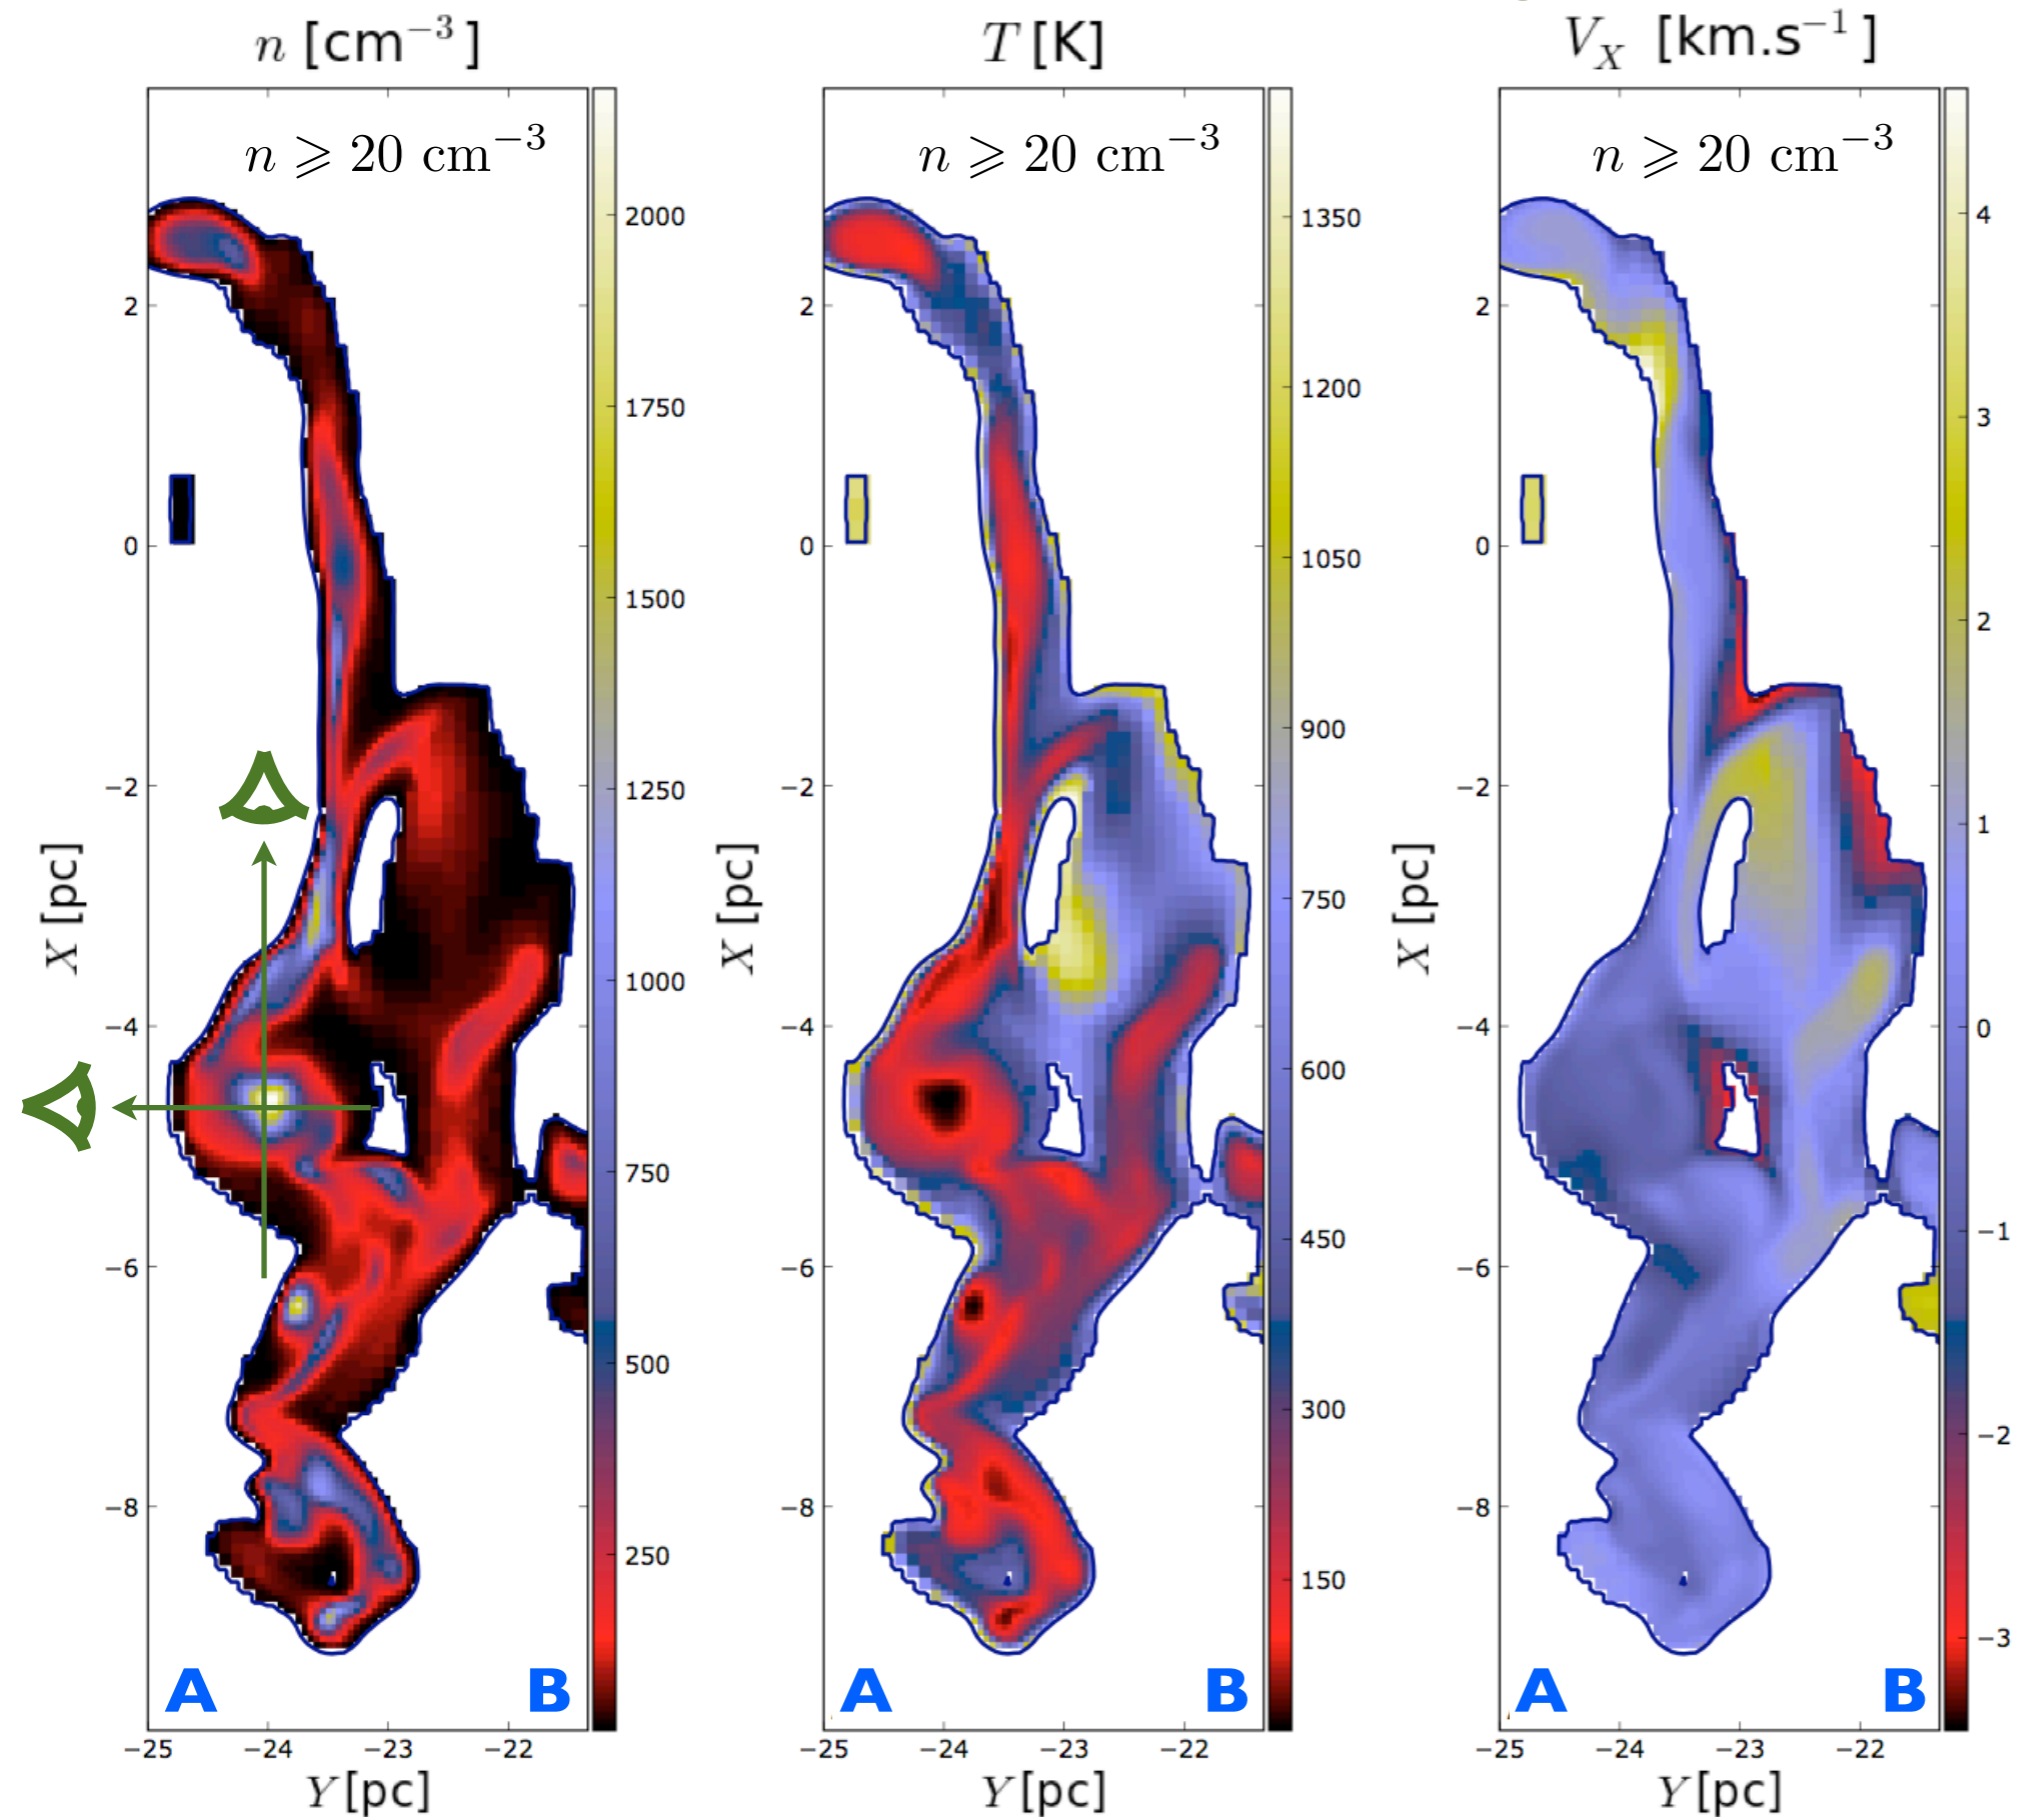 n [cm⁻³]
T [K]
V_X [km.s⁻¹]
n ⩾ 20 cm⁻³
n ⩾ 20 cm⁻³
n ⩾ 20 cm⁻³
2000
1750
1500
1250
1000
750
500
250
1350
1200
1050
900
750
600
450
300
150
4
3
2
1
0
−1
−2
−3
2
0
−2
−4
−6
−8
2
0
−2
−4
−6
−8
2
0
−2
−4
−6
−8
X [pc]
X [pc]
X [pc]
A B
A B
A B
−25 −24 −23 −22
−25 −24 −23 −22
−25 −24 −23 −22
Y [pc]
Y [pc]
Y [pc]